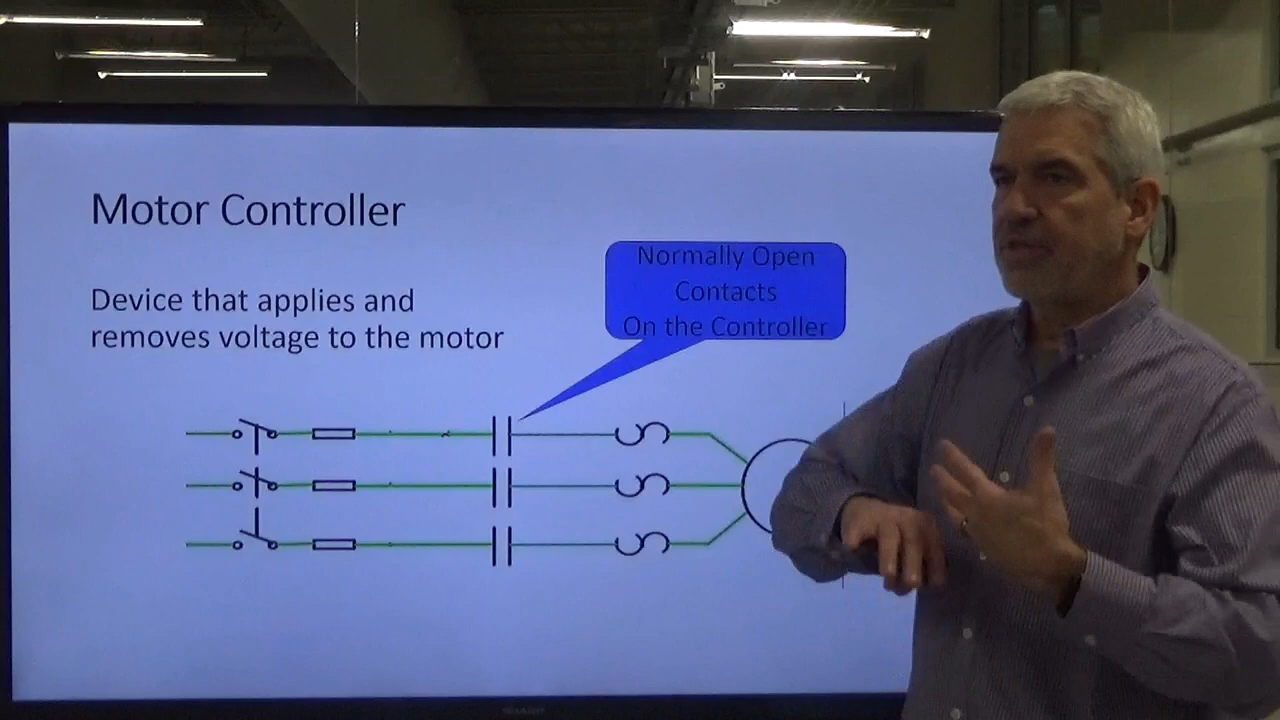 Motor Controller
Device that applies and
removes voltage to the motor
Normally Open
Contacts
On the Controller